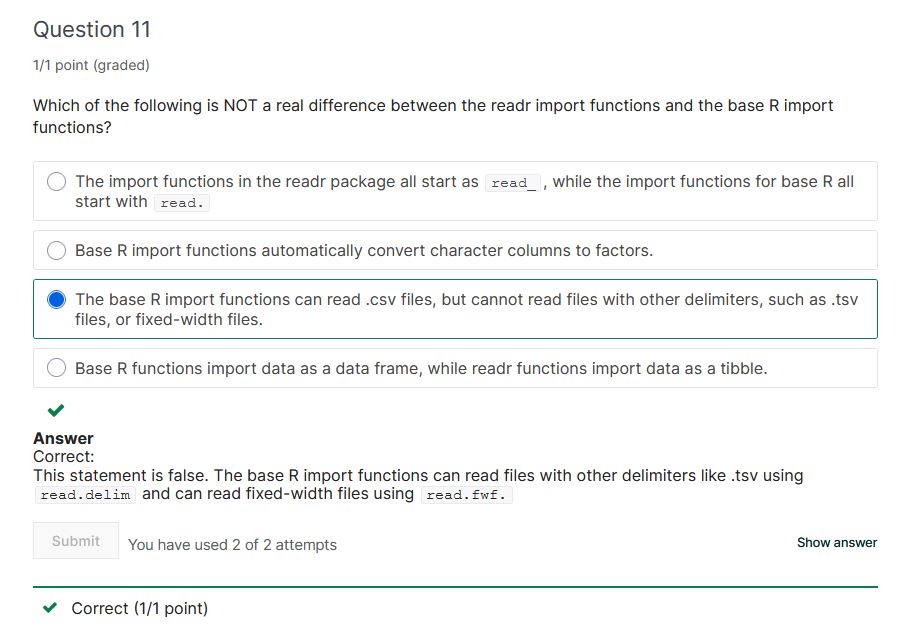 Question 11
1/1 point (graded)
Which of the following is NOT a real difference between the readr import functions and the base R import
functions?
The import functions in the readr package all start as read_ , while the import functions for base R all
start with read.
Base R import functions automatically convert character columns to factors.
The base R import functions can read .csv files, but cannot read files with other delimiters, such as .tsv
files, or fixed-width files.
Base R functions import data as a data frame, while readr functions import data as a tibble.
Answer
Correct:
This statement is false. The base R import functions can read files with other delimiters like .tsv using
read.delim and can read fixed-width files using read.fwf.
Submit
You have used 2 of 2 attempts
Show answer
Correct (1/1 point)